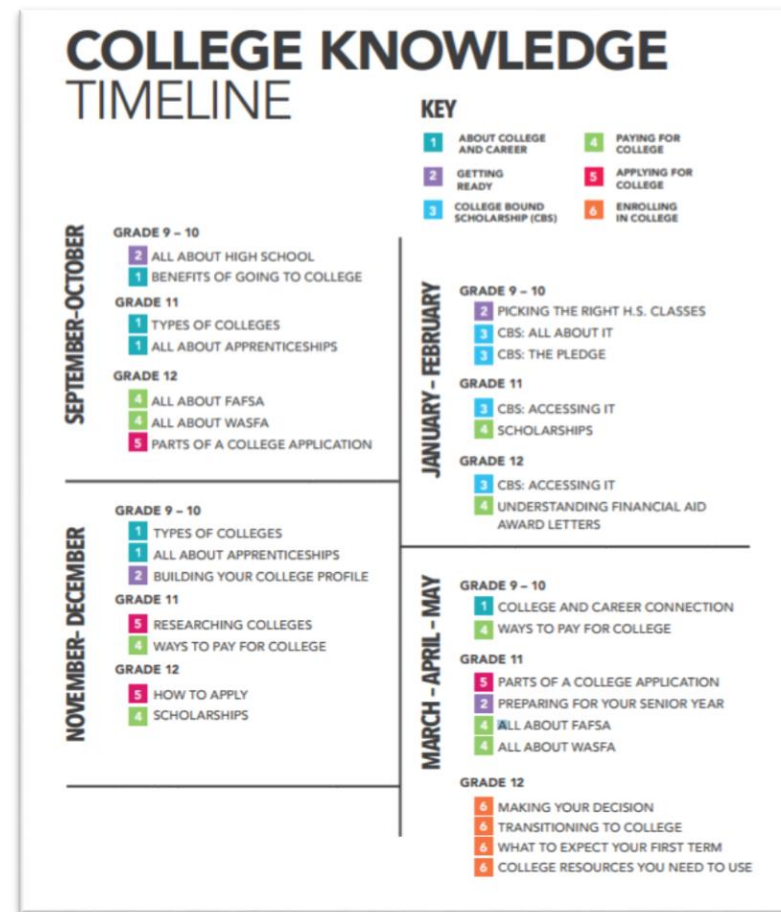 COLLEGE KNOWLEDGE
TIMELINE
KEY
1 ABOUT COLLEGE
AND CAREER
2 GETTING
READY
3 COLLEGE BOUND
SCHOLARSHIP (CBS)
4 PAYING FOR
COLLEGE
5 APPLYING FOR
COLLEGE
6 ENROLLING
IN COLLEGE
SEPTEMBER-OCTOBER
GRADE 9 – 10
2 ALL ABOUT HIGH SCHOOL
1 BENEFITS OF GOING TO COLLEGE
GRADE 11
1 TYPES OF COLLEGES
1 ALL ABOUT APPRENTICESHIPS
GRADE 12
4 ALL ABOUT FAFSA
4 ALL ABOUT WASFA
5 PARTS OF A COLLEGE APPLICATION
NOVEMBER- DECEMBER
GRADE 9 – 10
1 TYPES OF COLLEGES
1 ALL ABOUT APPRENTICESHIPS
2 BUILDING YOUR COLLEGE PROFILE
GRADE 11
5 RESEARCHING COLLEGES
4 WAYS TO PAY FOR COLLEGE
GRADE 12
5 HOW TO APPLY
4 SCHOLARSHIPS
JANUARY – FEBRUARY
GRADE 9 – 10
2 PICKING THE RIGHT H.S. CLASSES
3 CBS: ALL ABOUT IT
3 CBS: THE PLEDGE
GRADE 11
3 CBS: ACCESSING IT
4 SCHOLARSHIPS
GRADE 12
3 CBS: ACCESSING IT
4 UNDERSTANDING FINANCIAL AID
AWARD LETTERS
MARCH – APRIL – MAY
GRADE 9 – 10
1 COLLEGE AND CAREER CONNECTION
4 WAYS TO PAY FOR COLLEGE
GRADE 11
5 PARTS OF A COLLEGE APPLICATION
2 PREPARING FOR YOUR SENIOR YEAR
4 ALL ABOUT FAFSA
4 ALL ABOUT WASFA
GRADE 12
6 MAKING YOUR DECISION
6 TRANSITIONING TO COLLEGE
6 WHAT TO EXPECT YOUR FIRST TERM
6 COLLEGE RESOURCES YOU NEED TO USE